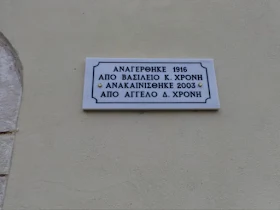 ΑΝΑΓΕΡΘΗΚΕ 1916
ΑΠΟ ΒΑΣΙΛΕΙΟ Κ. ΧΡΟΝΗ
ΑΝΑΚΑΙΝΙΣΘΗΚΕ 2003
ΑΠΟ ΑΓΓΕΛΟ Δ. ΧΡΟΝΗ